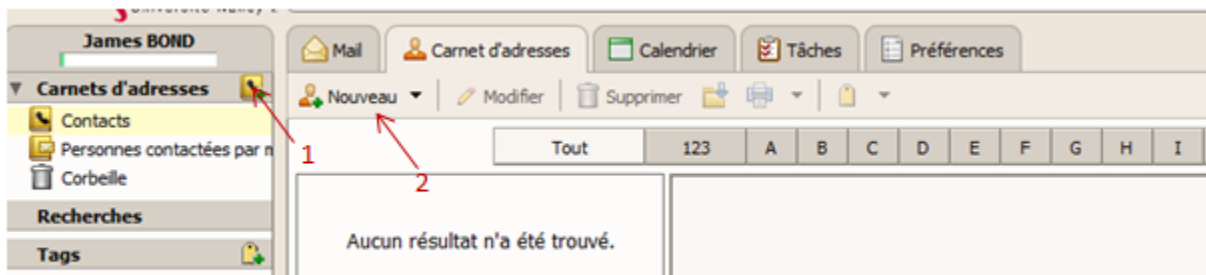 James BOND
Mail
Carnet d'adresses
Calendrier
Tâches
Préférences
Carnets d'adresses
Nouveau
Modifier
Supprimer
Contacts
Personnes contactées par
1
Tout
123
A
B
C
D
E
F
G
H
I
Corbeille
2
Recherches
Aucun résultat n'a été trouvé.
Tags